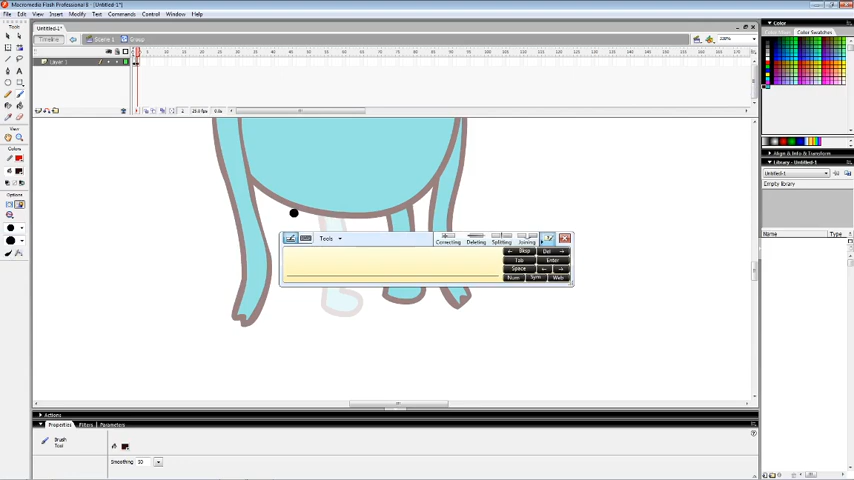 Macromedia Flash Professional 8 - [Untitled-1*]
File Edit View Insert Modify Text Commands Control Window Help
Tools
Untitled-1*
Timeline Scene 1 Group
Layer 1
View
Colors
Options
Tools
Correcting Deleting Splitting Joining
Bksp Del
Tab Enter
Space
Num Sym Web
Color
Color Swatches
Align & Info & Transform
Library - Untitled-1
Untitled-1
Empty library
Name
Actions
Properties Filters Parameters
Brush
Tool
Smoothing: 10